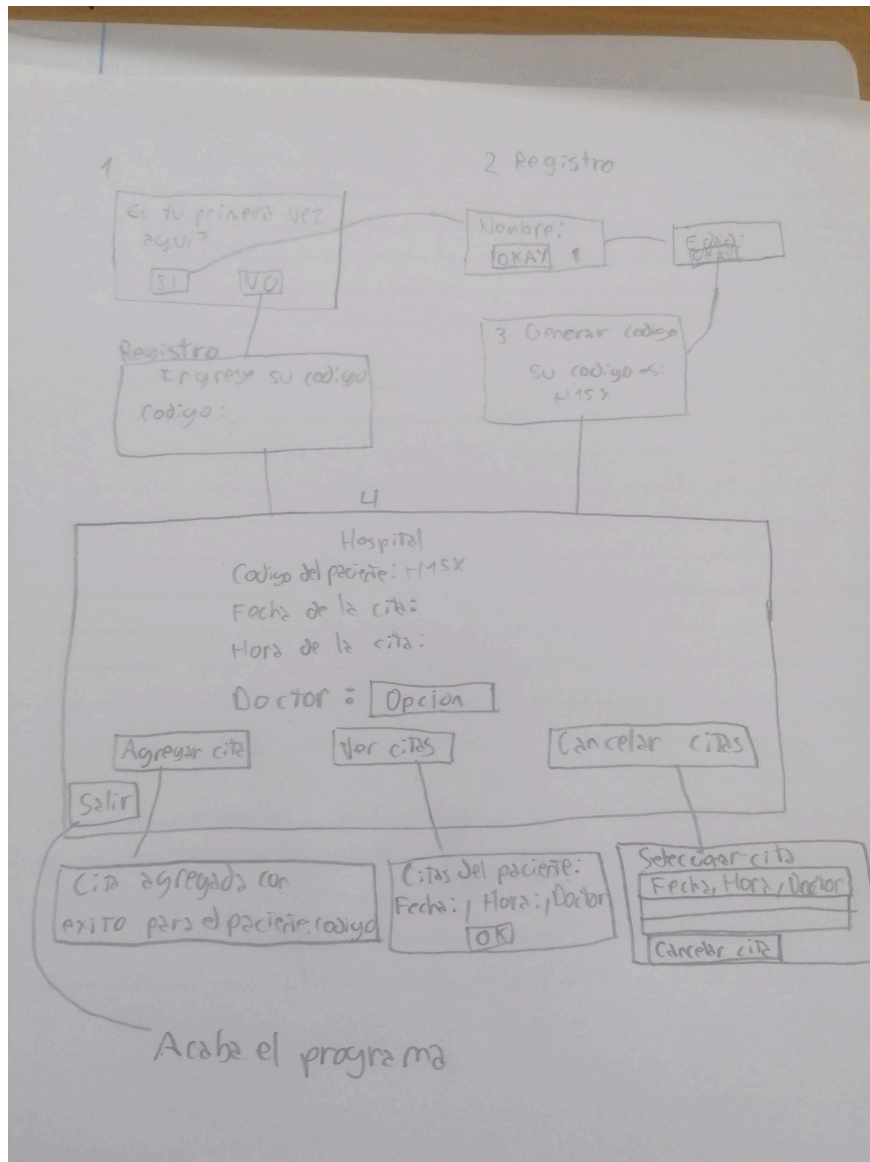 1
Es tu primera vez
aqui?
SI
NO
2 Registro
Nombre:
OKAY
Edad:
OKAY
3 Generar codigo
Su codigo es:
H15X
Registro
Ingrese su codigo
Codigo:
4
Hospital
Codigo del paciente: H15X
Fecha de la cita:
Hora de la cita:
Doctor: Opcion
Agregar cita
Ver citas
Cancelar citas
Salir
Cita agregada con
exito para el paciente: codigo
Citas del paciente:
Fecha:, Hora:, Doctor
OK
Seleccionar cita
Fecha, Hora, Doctor
Cancelar cita
Acaba el programa